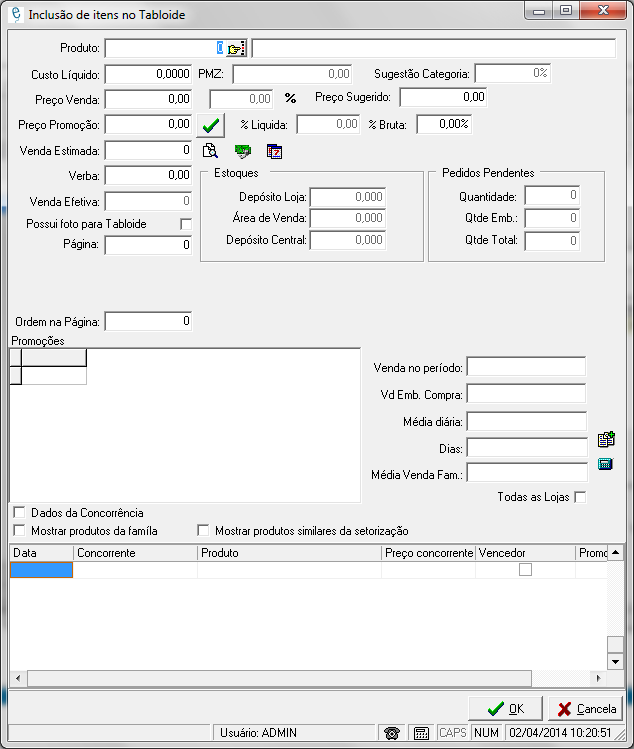 Inclusão de itens no Tabloide
Produto: 0
Custo Líquido: 0,0000 PMZ: 0,00 Sugestão Categoria: 0%
Preço Venda: 0,00 0,00 % Preço Sugerido: 0,00
Preço Promoção: 0,00 % Liquida: 0,00 % Bruta: 0,00%
Venda Estimada: 0
Verba: 0,00
Venda Efetiva: 0
Possui foto para Tabloide
Página: 0
Estoques
Depósito Loja: 0,000
Área de Venda: 0,000
Depósito Central: 0,000
Pedidos Pendentes
Quantidade: 0
Qtde Emb.: 0
Qtde Total: 0
Ordem na Página: 0
Promoções
Venda no período:
Vd Emb. Compra:
Média diária:
Dias:
Média Venda Fam.:
Todas as Lojas
Dados da Concorrência
Mostrar produtos da famíla Mostrar produtos similares da setorização
Data Concorrente Produto Preço concorrente Vencedor Promo
OK Cancela
Usuário: ADMIN CAPS NUM 02/04/2014 10:20:51